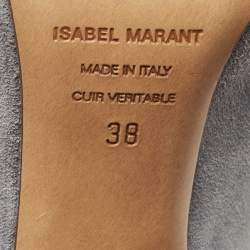 ISABEL MARANT
MADE IN ITALY
CUIR VERITABLE
38